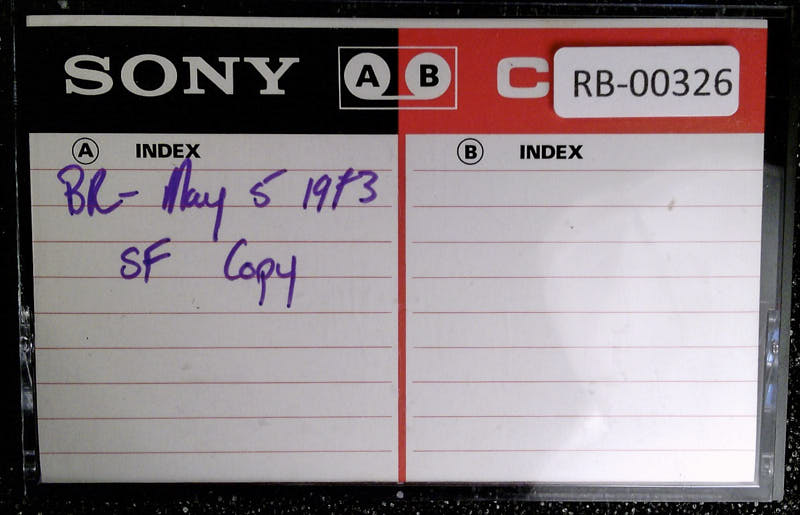 SONY A B C RB-00326
A INDEX
BR- May 5 1973
SF Copy
B INDEX